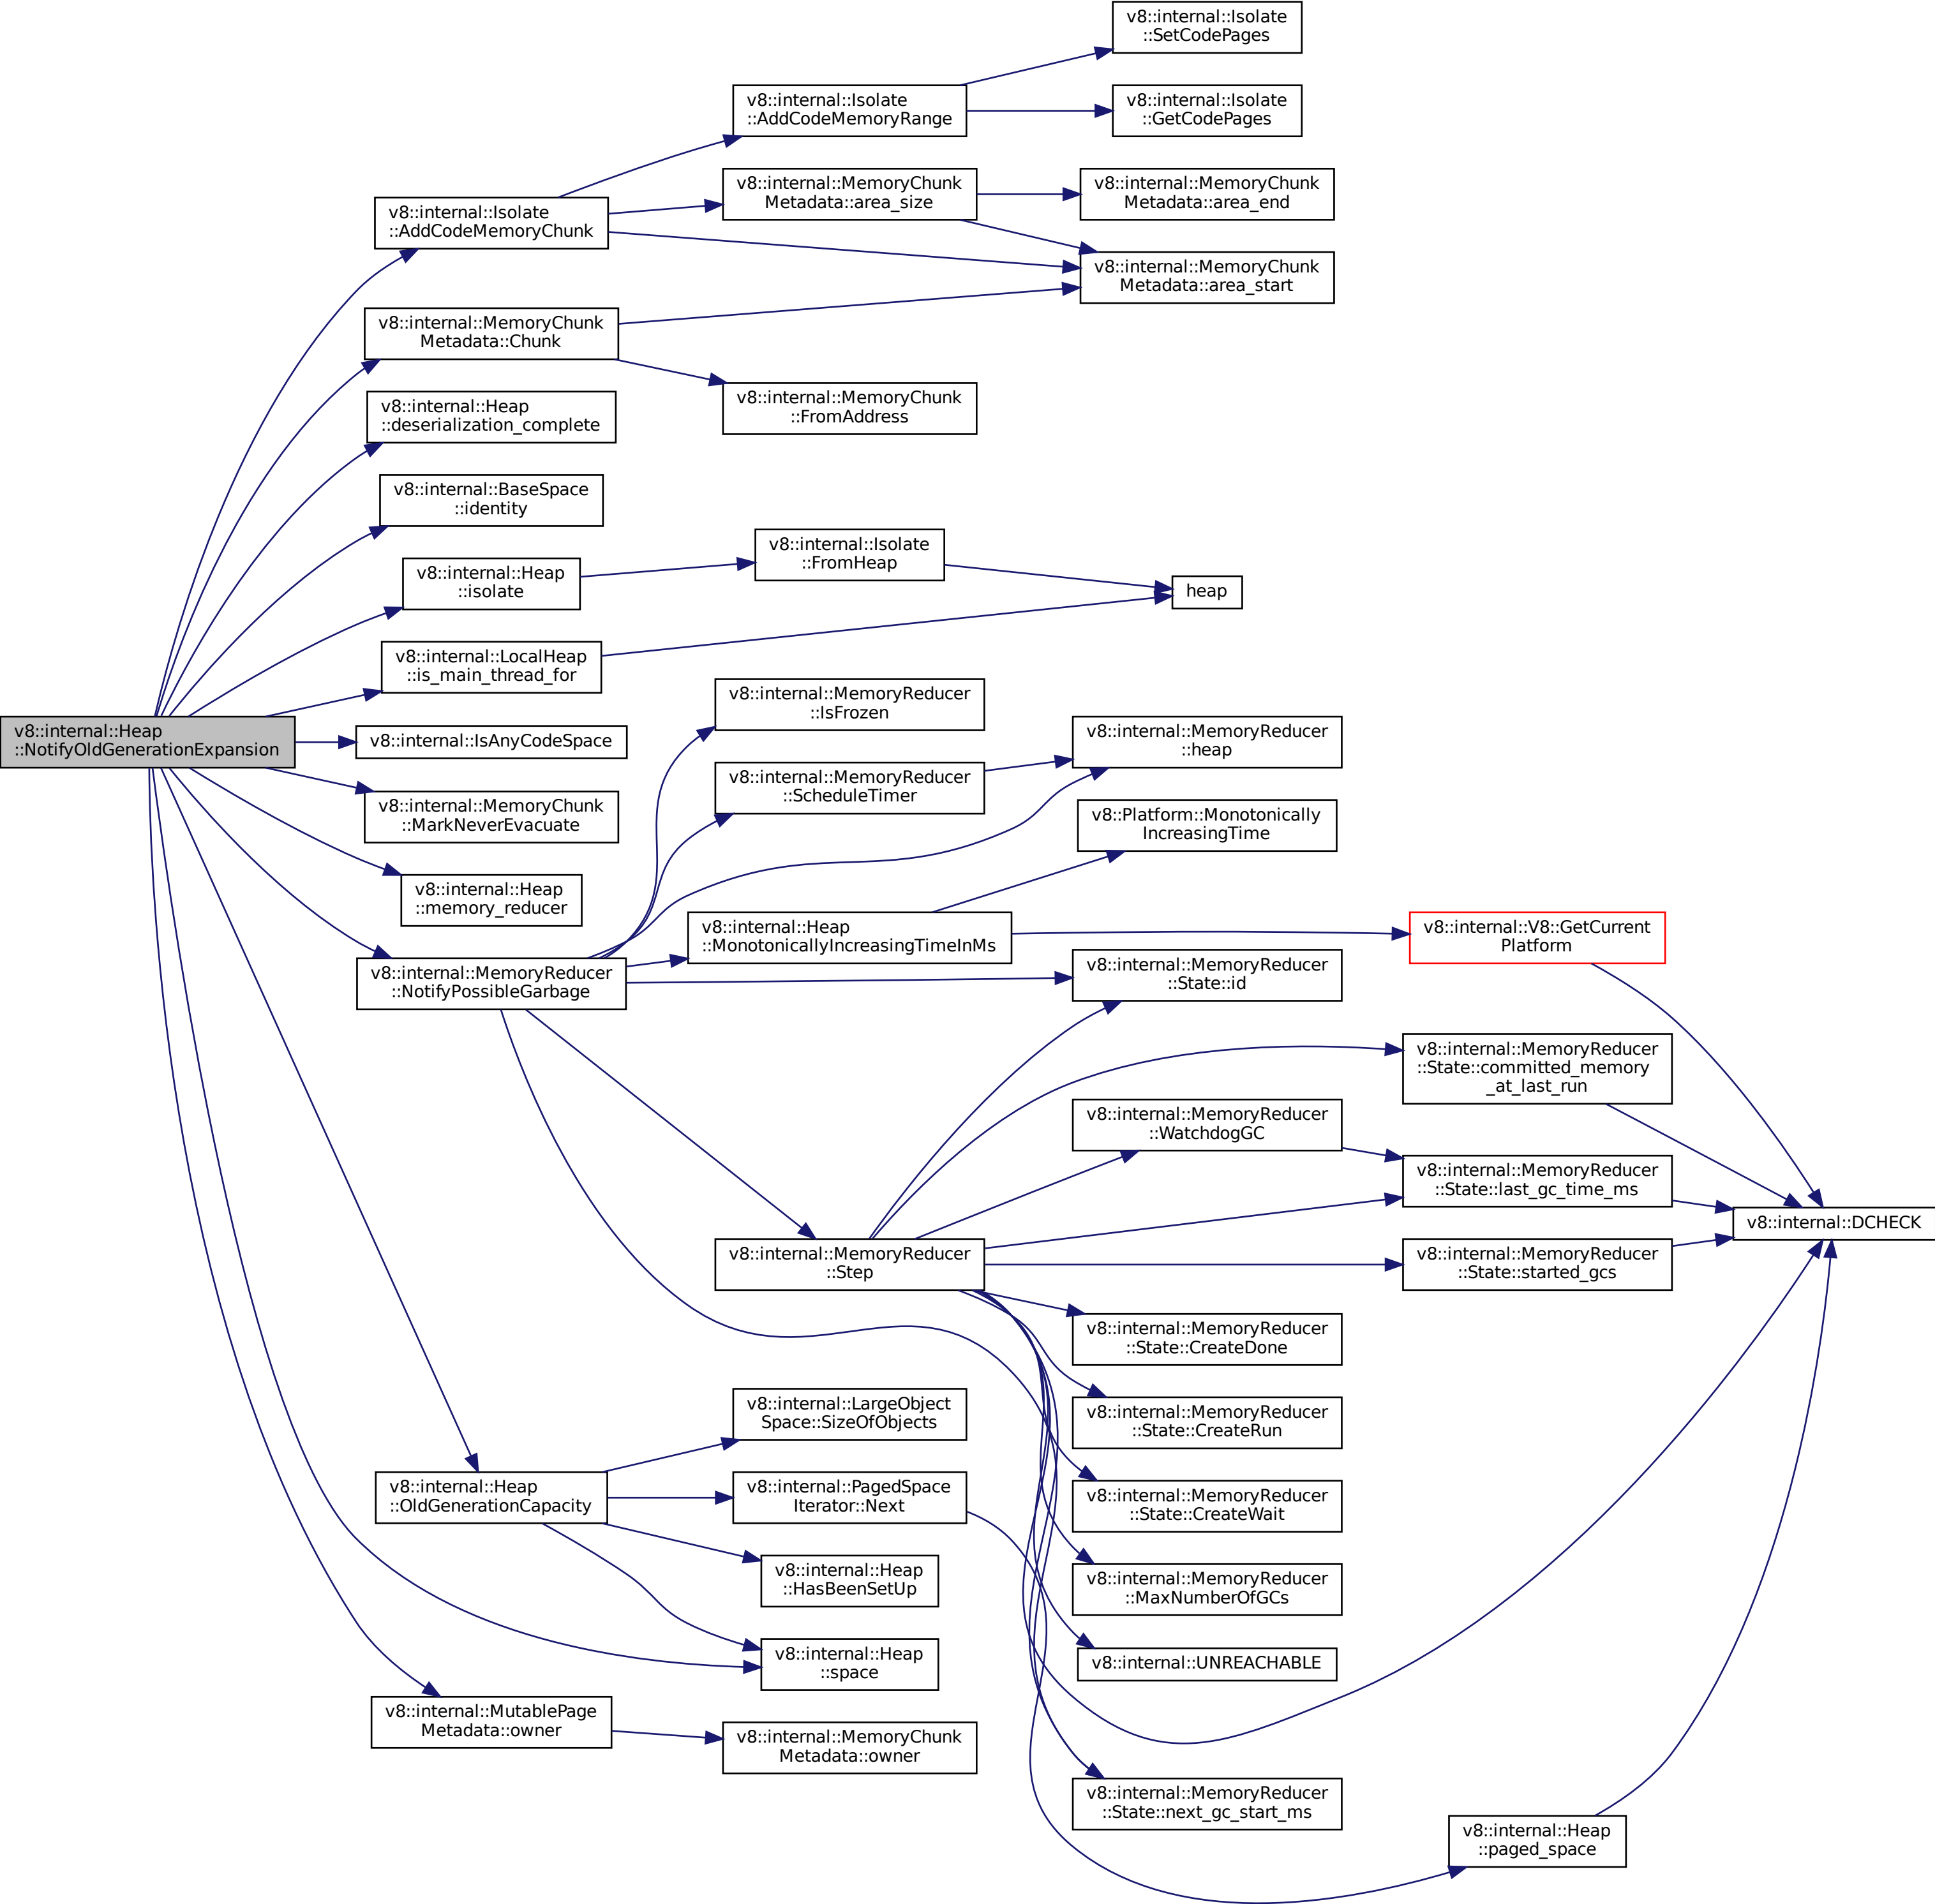 v8::internal::Isolate
::SetCodePages
v8::internal::Isolate
::AddCodeMemoryRange
v8::internal::Isolate
::GetCodePages
v8::internal::MemoryChunk
Metadata::area_size
v8::internal::MemoryChunk
Metadata::area_end
v8::internal::Isolate
::AddCodeMemoryChunk
v8::internal::MemoryChunk
Metadata::area_start
v8::internal::MemoryChunk
Metadata::Chunk
v8::internal::MemoryChunk
::FromAddress
v8::internal::Heap
::deserialization_complete
v8::internal::BaseSpace
::identity
v8::internal::Isolate
::FromHeap
v8::internal::Heap
::isolate
heap
v8::internal::LocalHeap
::is_main_thread_for
v8::internal::MemoryReducer
::IsFrozen
v8::internal::Heap
::NotifyOldGenerationExpansion
v8::internal::IsAnyCodeSpace
v8::internal::MemoryReducer
::heap
v8::internal::MemoryReducer
::ScheduleTimer
v8::internal::MemoryChunk
::MarkNeverEvacuate
v8::Platform::Monotonically
IncreasingTime
v8::internal::Heap
::memory_reducer
v8::internal::Heap
::MonotonicallyIncreasingTimeInMs
v8::internal::V8::GetCurrent
Platform
v8::internal::MemoryReducer
::NotifyPossibleGarbage
v8::internal::MemoryReducer
::State::id
v8::internal::MemoryReducer
::State::committed_memory
_at_last_run
v8::internal::MemoryReducer
::WatchdogGC
v8::internal::MemoryReducer
::State::last_gc_time_ms
v8::internal::DCHECK
v8::internal::MemoryReducer
::Step
v8::internal::MemoryReducer
::State::started_gcs
v8::internal::MemoryReducer
::State::CreateDone
v8::internal::MemoryReducer
::State::CreateRun
v8::internal::LargeObject
Space::SizeOfObjects
v8::internal::Heap
::OldGenerationCapacity
v8::internal::PagedSpace
Iterator::Next
v8::internal::MemoryReducer
::State::CreateWait
v8::internal::Heap
::HasBeenSetUp
v8::internal::MemoryReducer
::MaxNumberOfGCs
v8::internal::Heap
::space
v8::internal::UNREACHABLE
v8::internal::MutablePage
Metadata::owner
v8::internal::MemoryChunk
Metadata::owner
v8::internal::MemoryReducer
::State::next_gc_start_ms
v8::internal::Heap
::paged_space